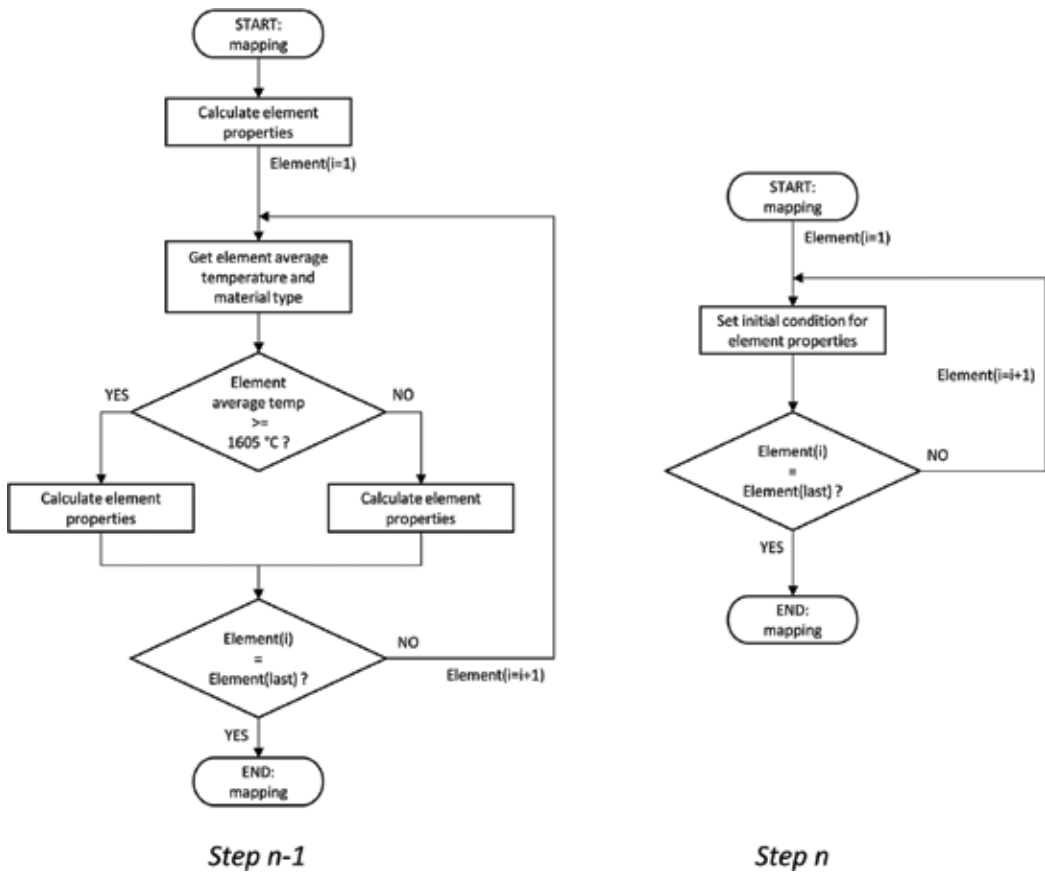 START:
mapping
Calculate element
properties
Element(i=1)
Get element average
temperature and
material type
YES
Element
average temp
>=
1605 °C ?
NO
Calculate element
properties
Calculate element
properties
Element(i)
=
Element(last) ?
NO
Element(i=i+1)
YES
END:
mapping
Step n-1
START:
mapping
Element(i=1)
Set initial condition for
element properties
Element(i=i+1)
Element(i)
=
Element(last) ?
NO
YES
END:
mapping
Step n